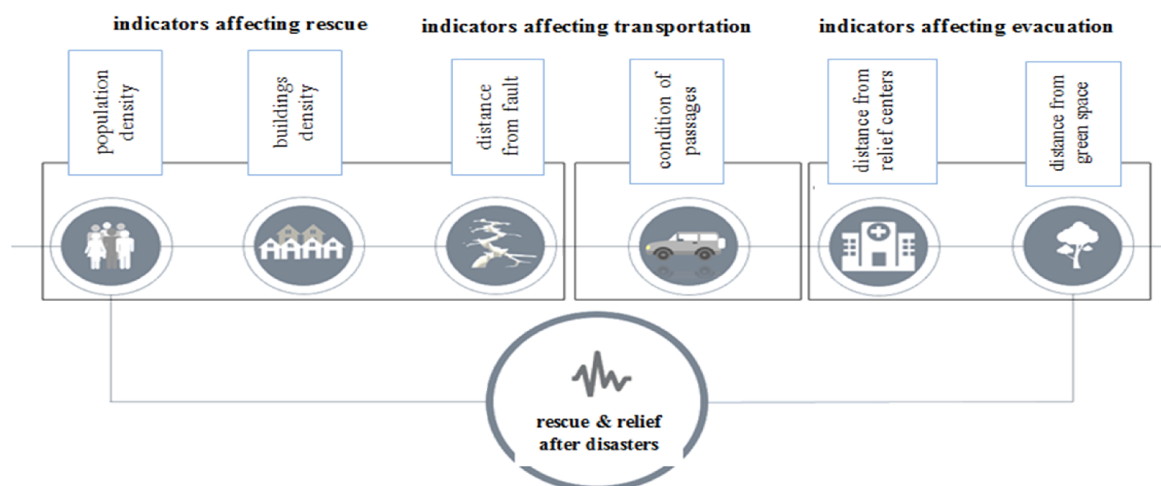 indicators affecting rescue
indicators affecting transportation
indicators affecting evacuation
population
density
buildings
density
distance
from fault
condition of
passages
distance from
relief centers
distance from
green space
rescue & relief
after disasters